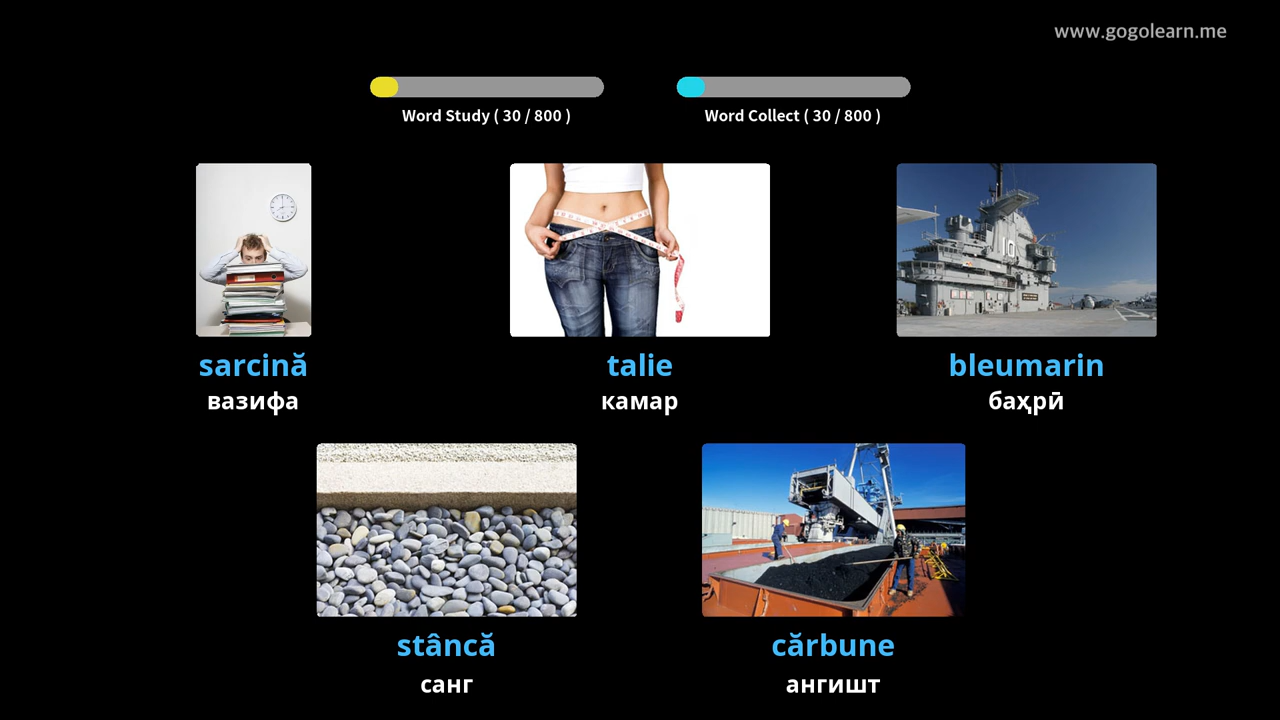 www.gogolearn.me
Word Study ( 30 / 800 )
Word Collect ( 30 / 800 )
sarcină
вазифа
talie
камар
bleumarin
баҳрӣ
10
stâncă
санг
cărbune
ангишт